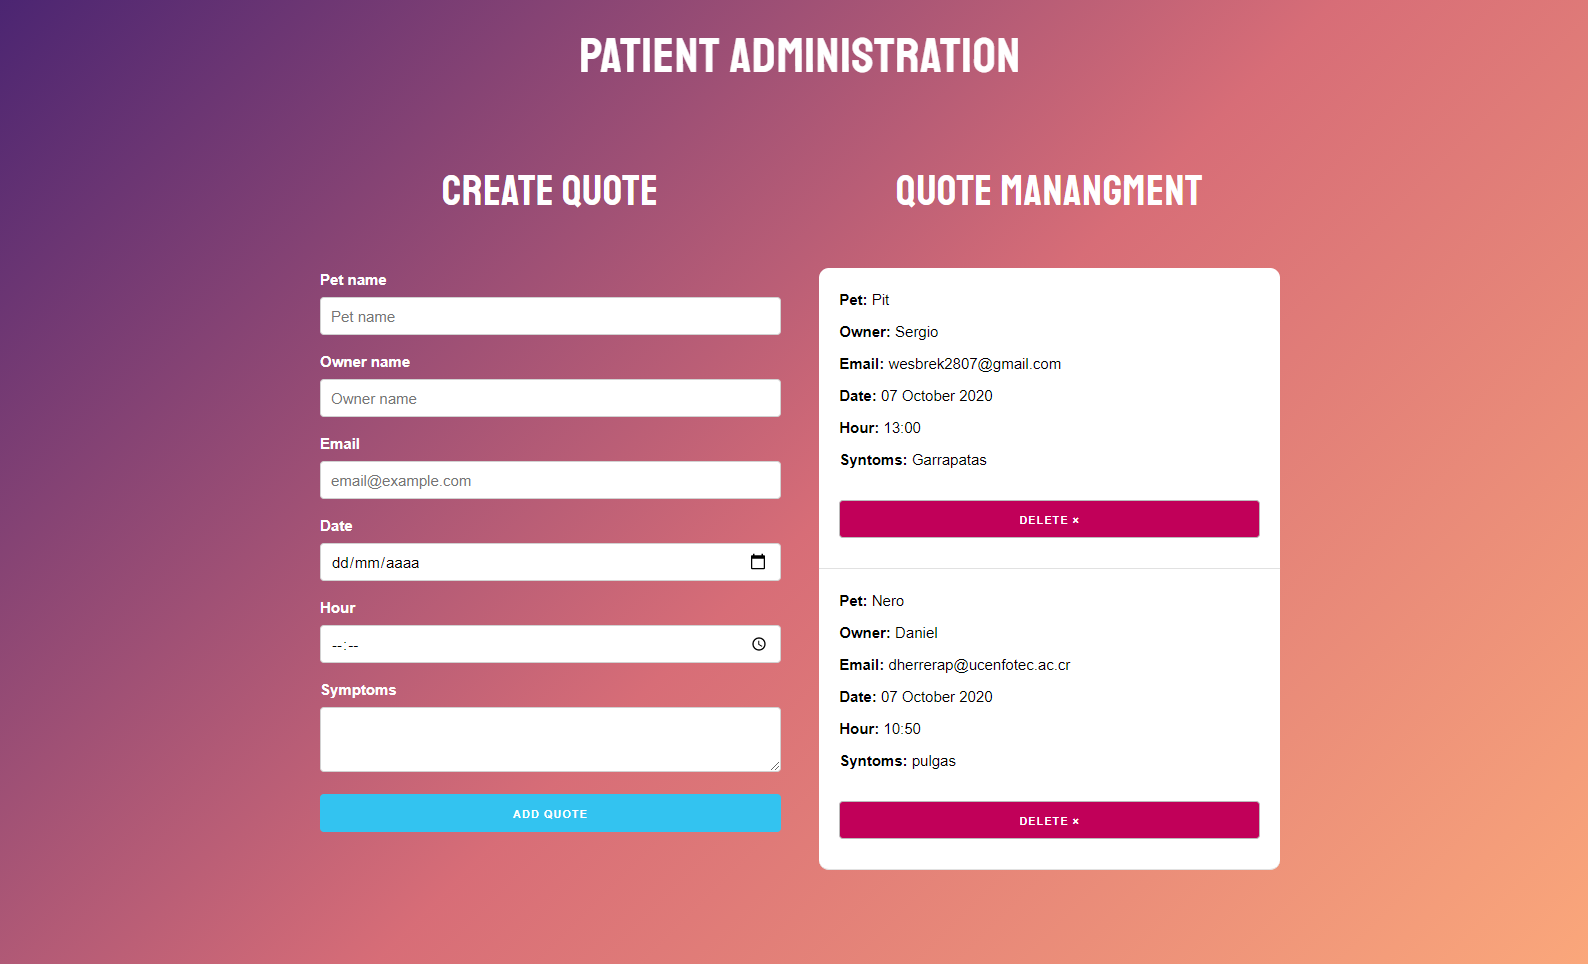 PATIENT ADMINISTRATION
CREATE QUOTE
Pet name
Pet name
Owner name
Owner name
Email
email@example.com
Date
dd/mm/aaaa
Hour
--:--
Symptoms
ADD QUOTE
QUOTE MANANGMENT
Pet: Pit
Owner: Sergio
Email: wesbrek2807@gmail.com
Date: 07 October 2020
Hour: 13:00
Syntoms: Garrapatas
DELETE ×
Pet: Nero
Owner: Daniel
Email: dherrerap@ucenfotec.ac.cr
Date: 07 October 2020
Hour: 10:50
Syntoms: pulgas
DELETE ×